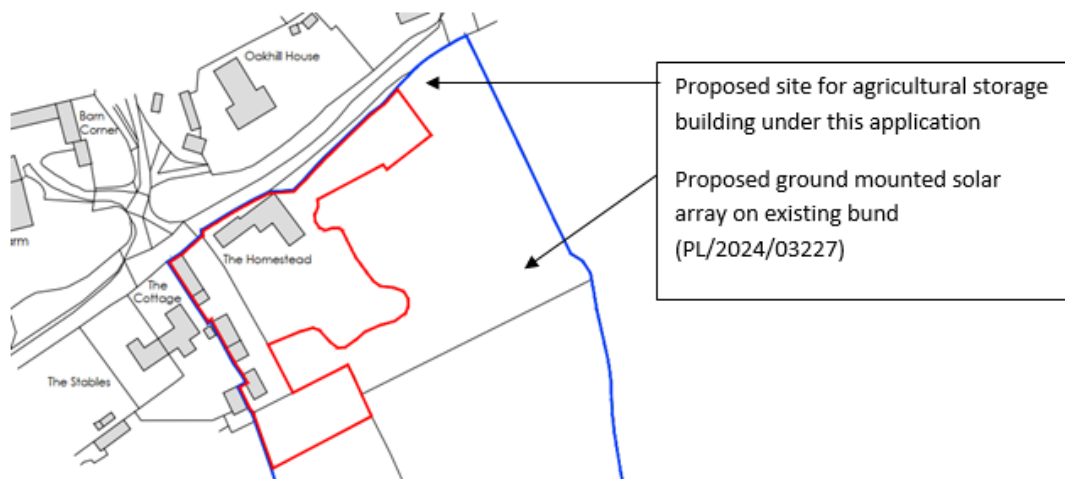 Oakhill House
Barn
Corner
arm
The Homestead
The
Cottage
The Stables
Proposed site for agricultural storage
building under this application
Proposed ground mounted solar
array on existing bund
(PL/2024/03227)